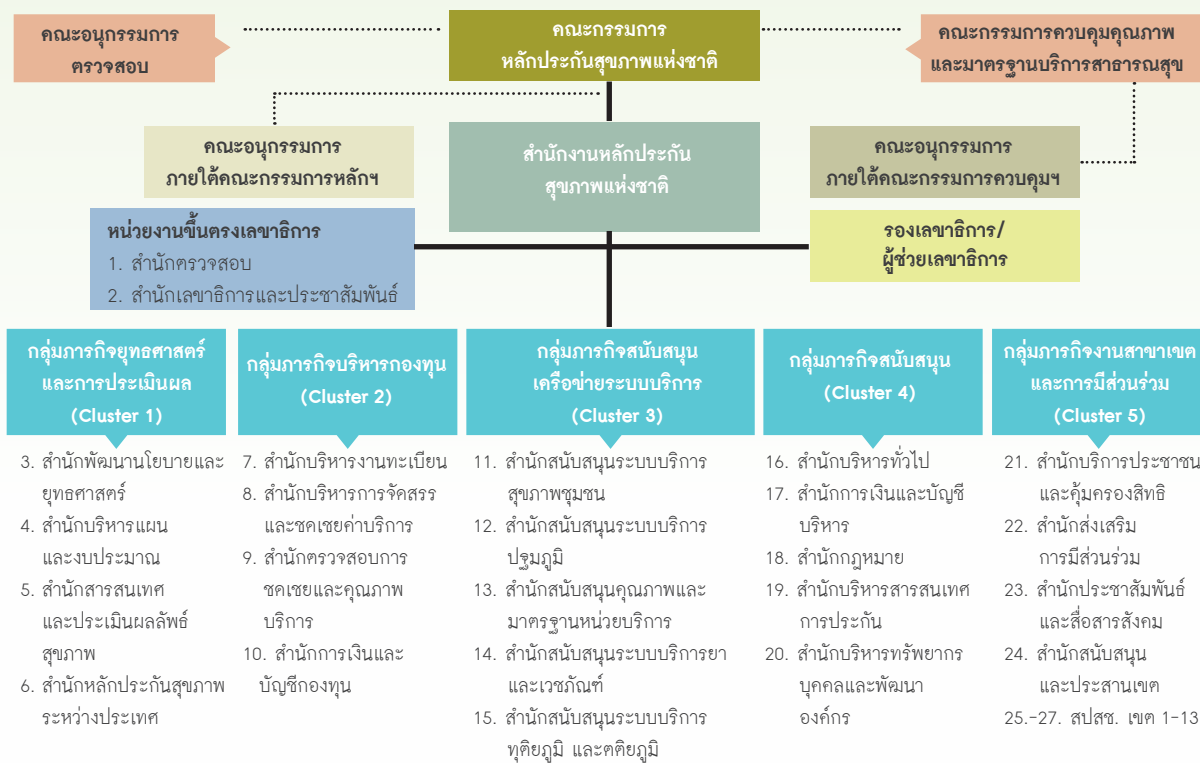 คณะอนุกรรมการ
ตรวจสอบ
คณะกรรมการ
หลักประกันสุขภาพแห่งชาติ
คณะกรรมการควบคุมคุณภาพ
และมาตรฐานบริการสาธารณสุข
คณะอนุกรรมการ
ภายใต้คณะกรรมการหลักฯ
สำนักงานหลักประกัน
สุขภาพแห่งชาติ
คณะอนุกรรมการ
ภายใต้คณะกรรมการควบคุมฯ
หน่วยงานขึ้นตรงเลขาธิการ
1. สำนักตรวจสอบ
2. สำนักเลขาธิการและประชาสัมพันธ์
รองเลขาธิการ/
ผู้ช่วยเลขาธิการ
กลุ่มภารกิจยุทธศาสตร์
และการประเมินผล
(Cluster 1)
3. สำนักพัฒนานโยบายและ
ยุทธศาสตร์
4. สำนักบริหารแผน
และงบประมาณ
5. สำนักสารสนเทศ
และประเมินผลลัพธ์
สุขภาพ
6. สำนักหลักประกันสุขภาพ
ระหว่างประเทศ
กลุ่มภารกิจบริหารกองทุน
(Cluster 2)
7. สำนักบริหารงานทะเบียน
8. สำนักบริหารการจัดสรร
และชดเชยค่าบริการ
9. สำนักตรวจสอบการ
ชดเชยและคุณภาพ
บริการ
10. สำนักการเงินและ
บัญชีกองทุน
กลุ่มภารกิจสนับสนุน
เครือข่ายระบบบริการ
(Cluster 3)
11. สำนักสนับสนุนระบบบริการ
สุขภาพชุมชน
12. สำนักสนับสนุนระบบบริการ
ปฐมภูมิ
13. สำนักสนับสนุนคุณภาพและ
มาตรฐานหน่วยบริการ
14. สำนักสนับสนุนระบบบริการยา
และเวชภัณฑ์
15. สำนักสนับสนุนระบบบริการ
ทุติยภูมิ และตติยภูมิ
กลุ่มภารกิจสนับสนุน
(Cluster 4)
16. สำนักบริหารทั่วไป
17. สำนักการเงินและบัญชี
บริหาร
18. สำนักกฎหมาย
19. สำนักบริหารสารสนเทศ
การประกัน
20. สำนักบริหารทรัพยากร
บุคคลและพัฒนา
องค์กร
กลุ่มภารกิจงานสาขาเขต
และการมีส่วนร่วม
(Cluster 5)
21. สำนักบริการประชาชน
และคุ้มครองสิทธิ
22. สำนักส่งเสริม
การมีส่วนร่วม
23. สำนักประชาสัมพันธ์
และสื่อสารสังคม
24. สำนักสนับสนุน
และประสานเขต
25.-27. สปสช. เขต 1-13